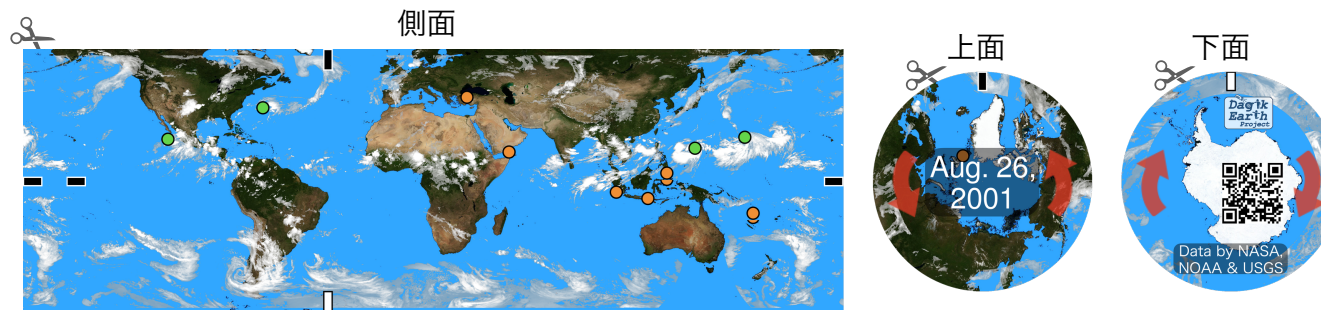 側面
上面
下面
Aug. 26,
2001
Dagik
Earth
Project
Data by NASA,
NOAA & USGS